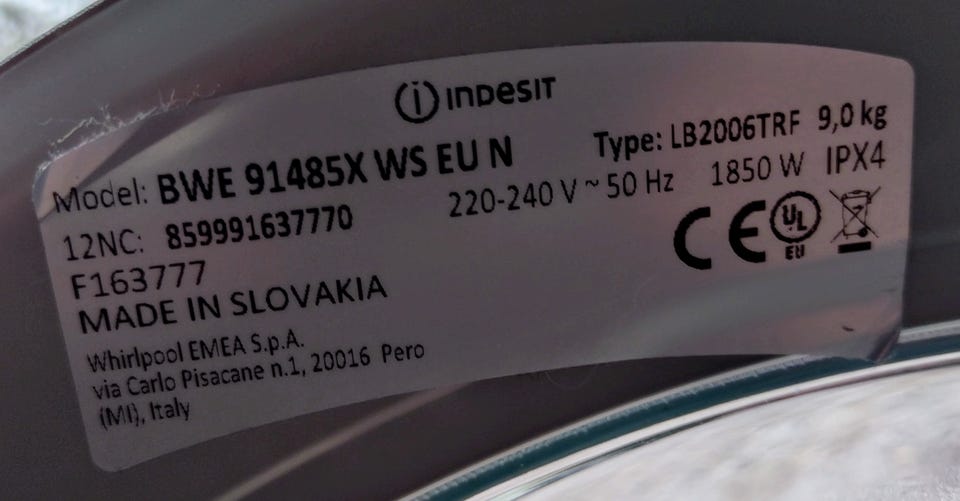 INDESIT
Model: BWE 91485X WS EU N
Type: LB2006TRF 9,0 kg
12NC: 859991637770
220-240 V ~ 50 Hz 1850 W IPX4
F163777
CE UL EU
MADE IN SLOVAKIA
Whirlpool EMEA S.p.A.
via Carlo Pisacane n.1, 20016 Pero
(MI), Italy